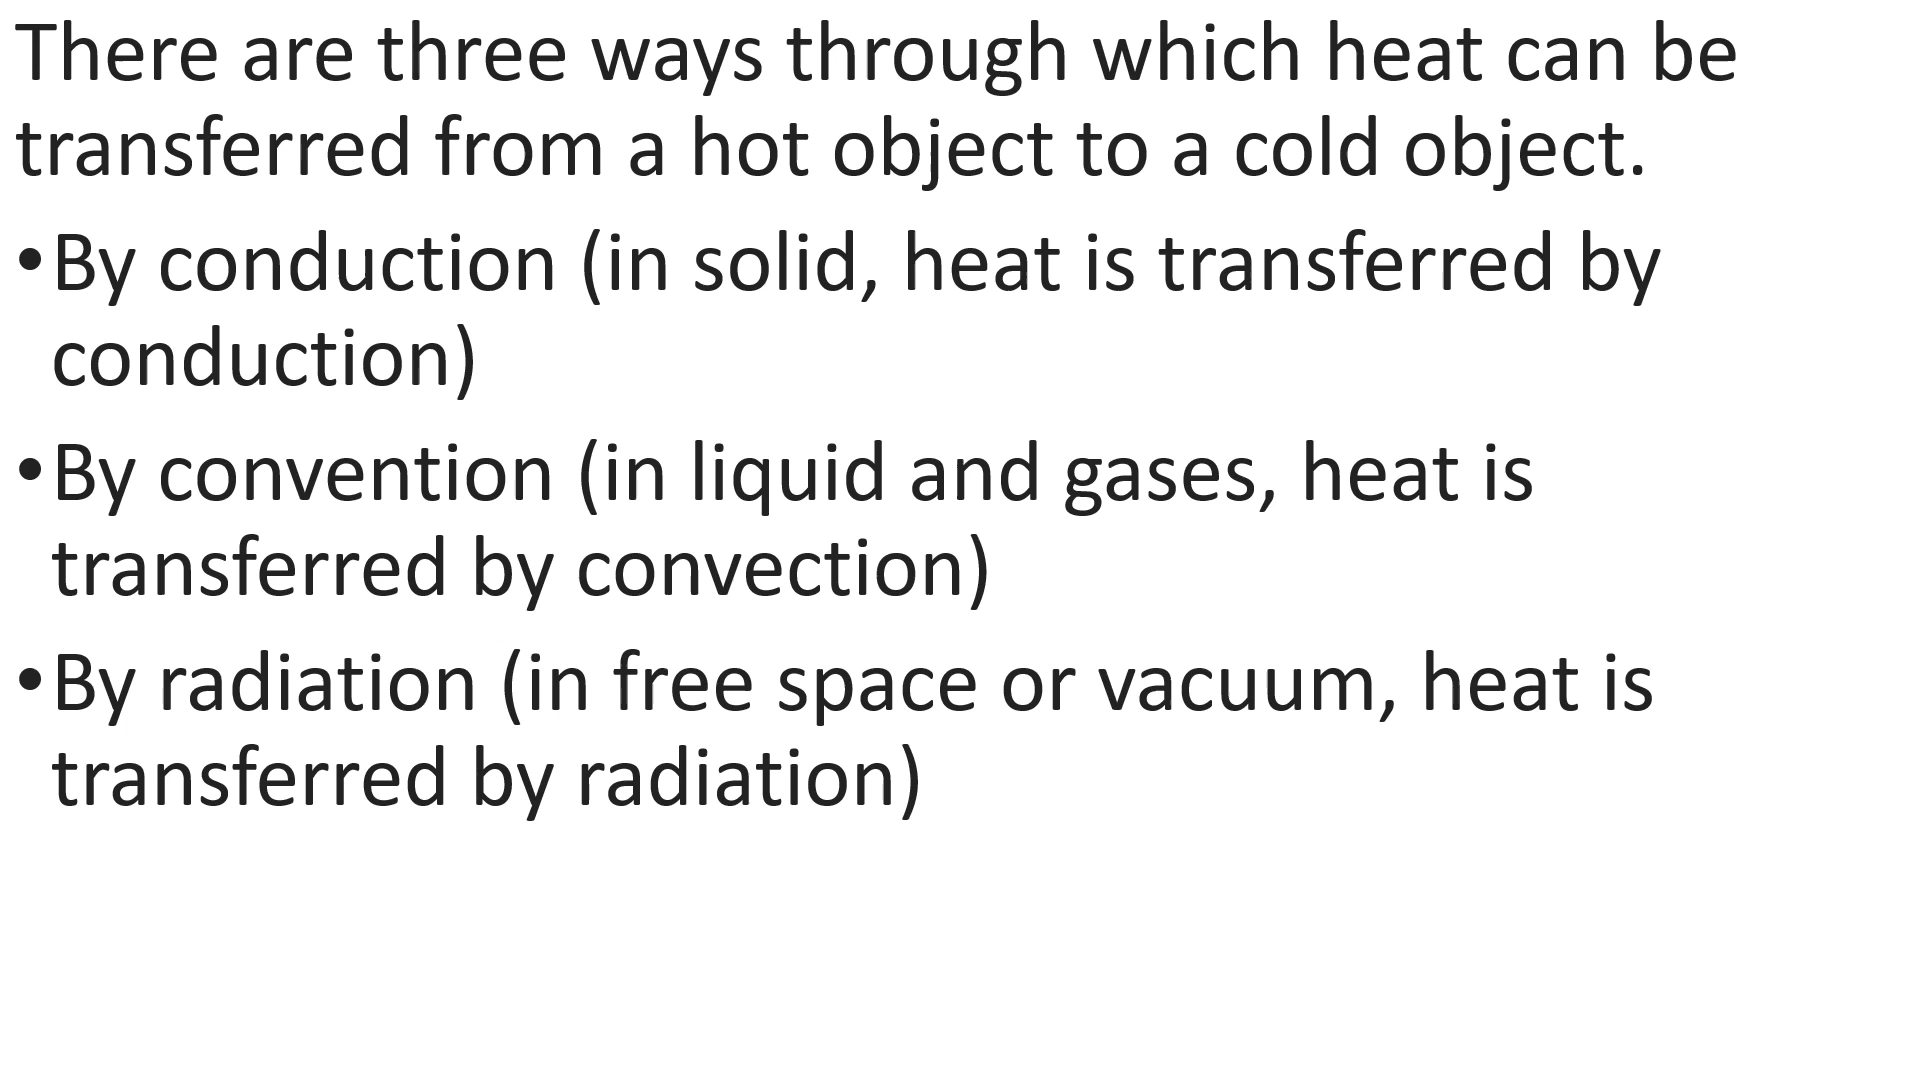 There are three ways through which heat can be
transferred from a hot object to a cold object.
•By conduction (in solid, heat is transferred by
conduction)
•By convention (in liquid and gases, heat is
transferred by convection)
•By radiation (in free space or vacuum, heat is
transferred by radiation)